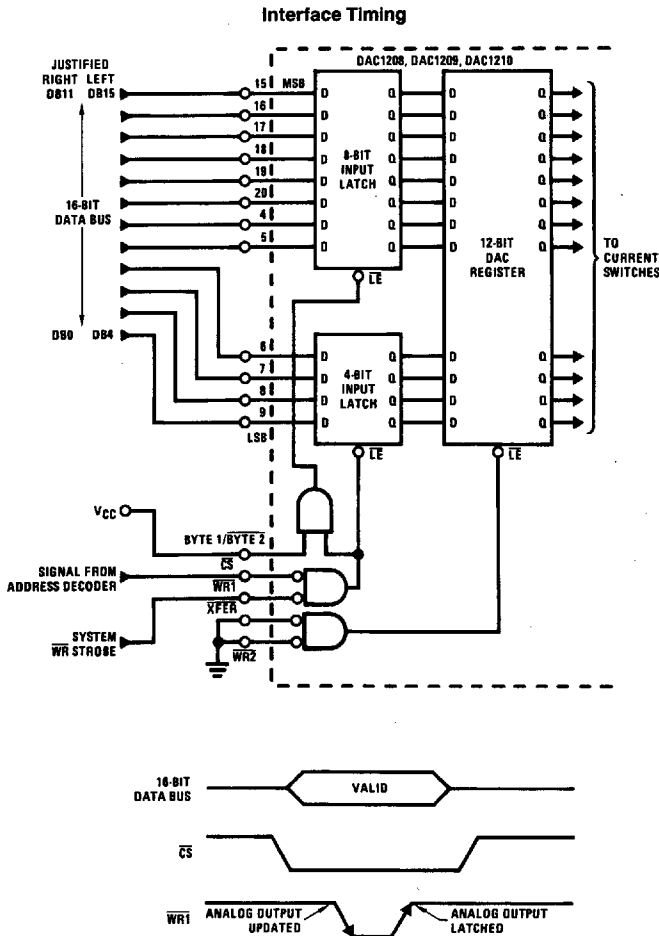 Interface Timing
DAC1208, DAC1209, DAC1210
JUSTIFIED
RIGHT LEFT
DB11 DB15
15 MSB
16
17
18
19
20
4
5
16-BIT
DATA BUS
D Q
D Q
D Q
D Q
D Q
D Q
D Q
D Q
8-BIT
INPUT
LATCH
LE
D Q
D Q
D Q
D Q
D Q
D Q
D Q
D Q
12-BIT
DAC
REGISTER
TO
CURRENT
SWITCHES
DB0 DB4
6
7
8
9
LSB
D Q
D Q
D Q
D Q
4-BIT
INPUT
LATCH
LE
D Q
D Q
D Q
D Q
LE
VCC
BYTE 1/BYTE 2
CS
SIGNAL FROM
ADDRESS DECODER
WR1
XFER
SYSTEM
WR STROBE
WR2
16-BIT
DATA BUS
VALID
CS
WR1
ANALOG OUTPUT
UPDATED
ANALOG OUTPUT
LATCHED